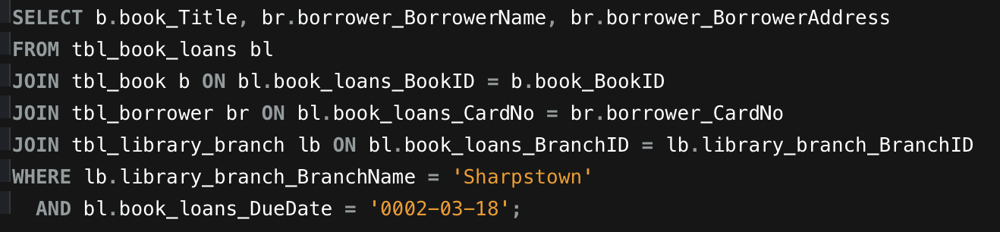 SELECT b.book_Title, br.borrower_BorrowerName, br.borrower_BorrowerAddress
FROM tbl_book_loans bl
JOIN tbl_book b ON bl.book_loans_BookID = b.book_BookID
JOIN tbl_borrower br ON bl.book_loans_CardNo = br.borrower_CardNo
JOIN tbl_library_branch lb ON bl.book_loans_BranchID = lb.library_branch_BranchID
WHERE lb.library_branch_BranchName = 'Sharpstown'
  AND bl.book_loans_DueDate = '0002-03-18';